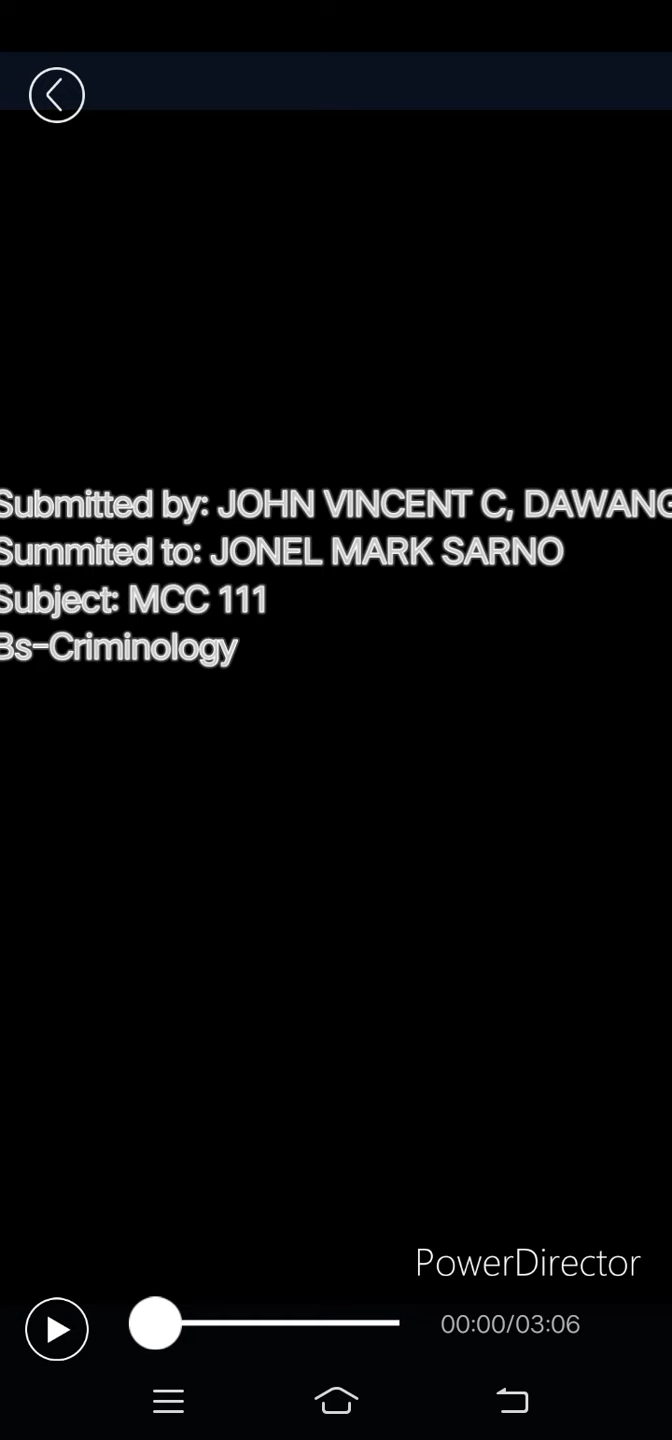 Submitted by: JOHN VINCENT C, DAWANG
Summited to: JONEL MARK SARNO
Subject: MCC 111
Bs-Criminology
PowerDirector
00:00/03:06